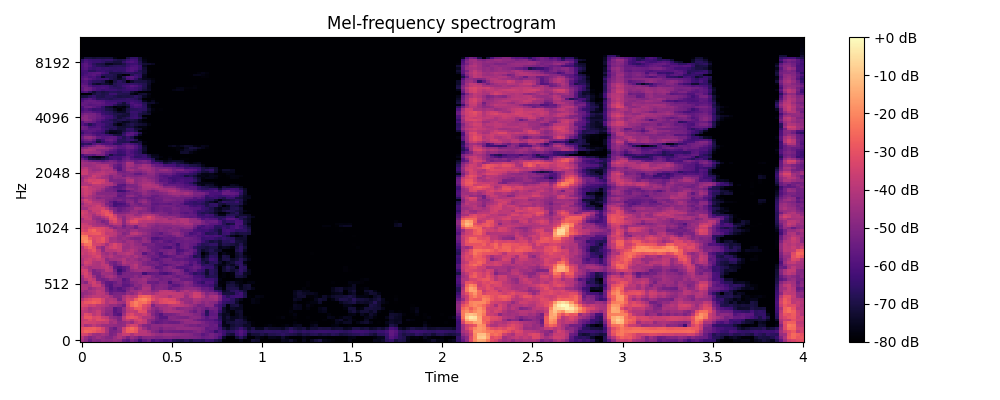 Mel-frequency spectrogram
Hz
8192
4096
2048
1024
512
0
0 0.5 1 1.5 2 2.5 3 3.5 4
Time
+0 dB
-10 dB
-20 dB
-30 dB
-40 dB
-50 dB
-60 dB
-70 dB
-80 dB